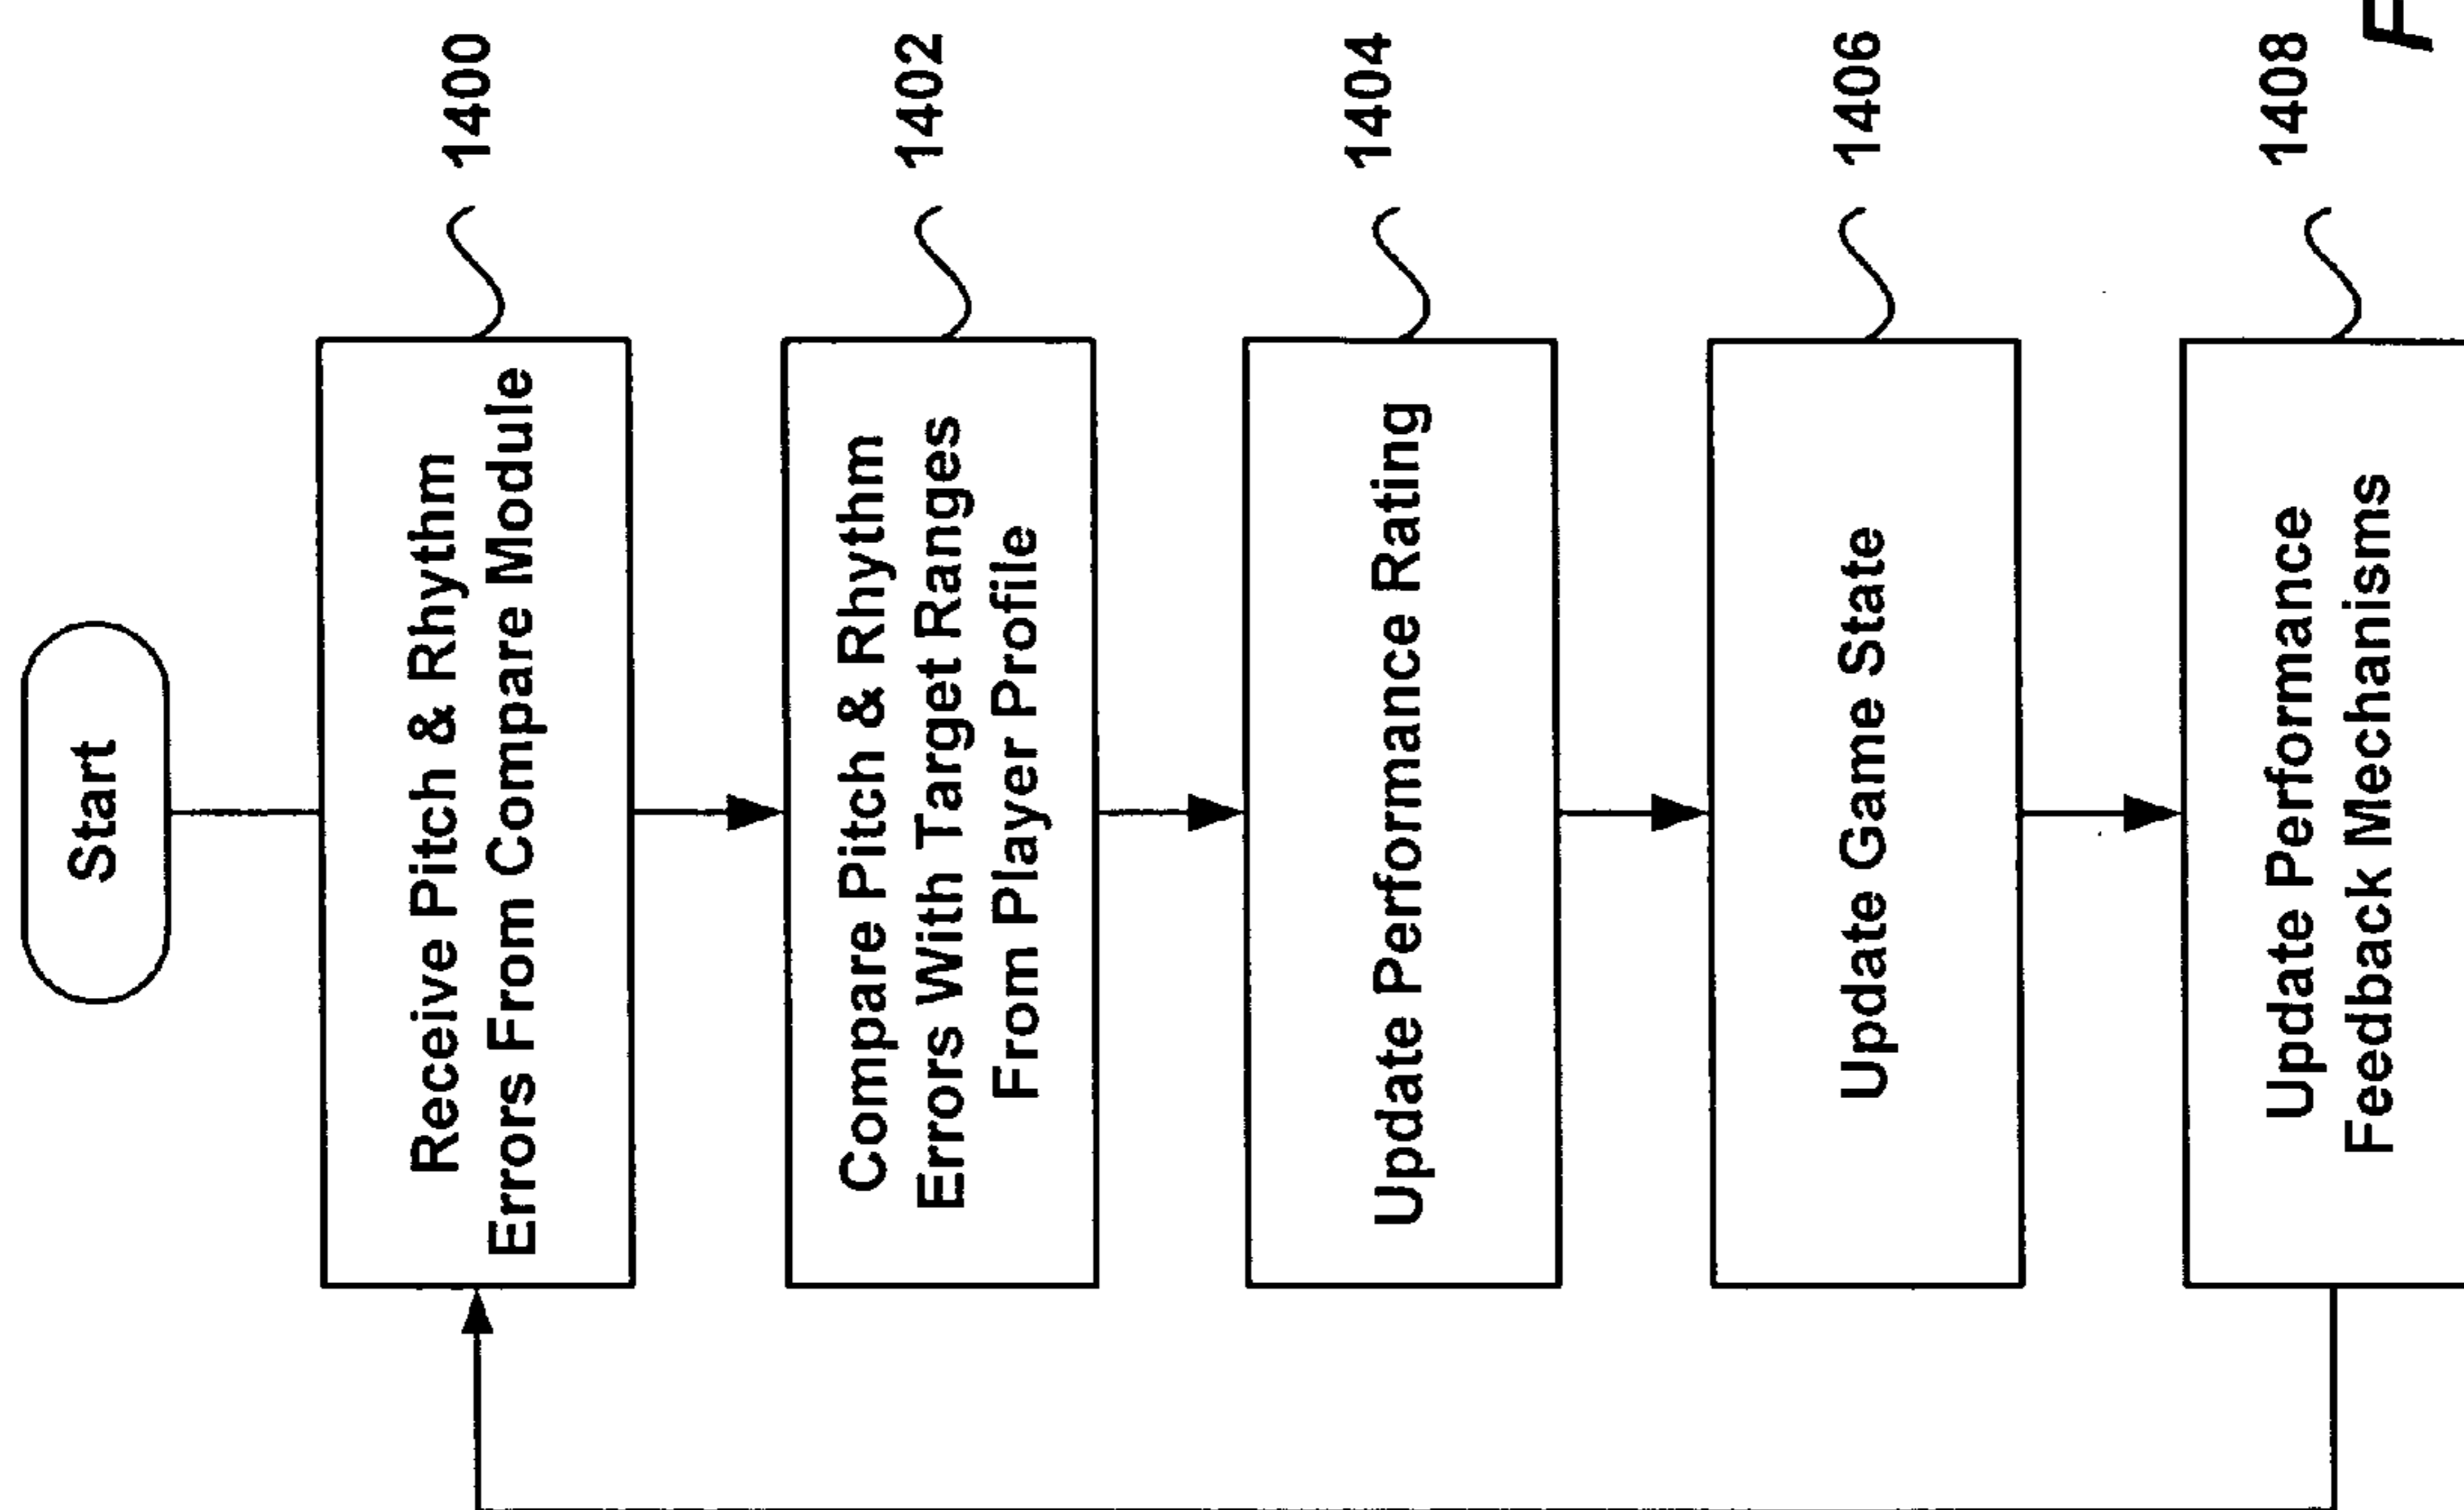 Start
Receive Pitch & Rhythm
Errors From Compare Module
1400
Compare Pitch & Rhythm
Errors With Target Ranges
From Player Profile
1402
Update Performance Rating
1404
Update Game State
1406
Update Performance
Feedback Mechanisms
1408